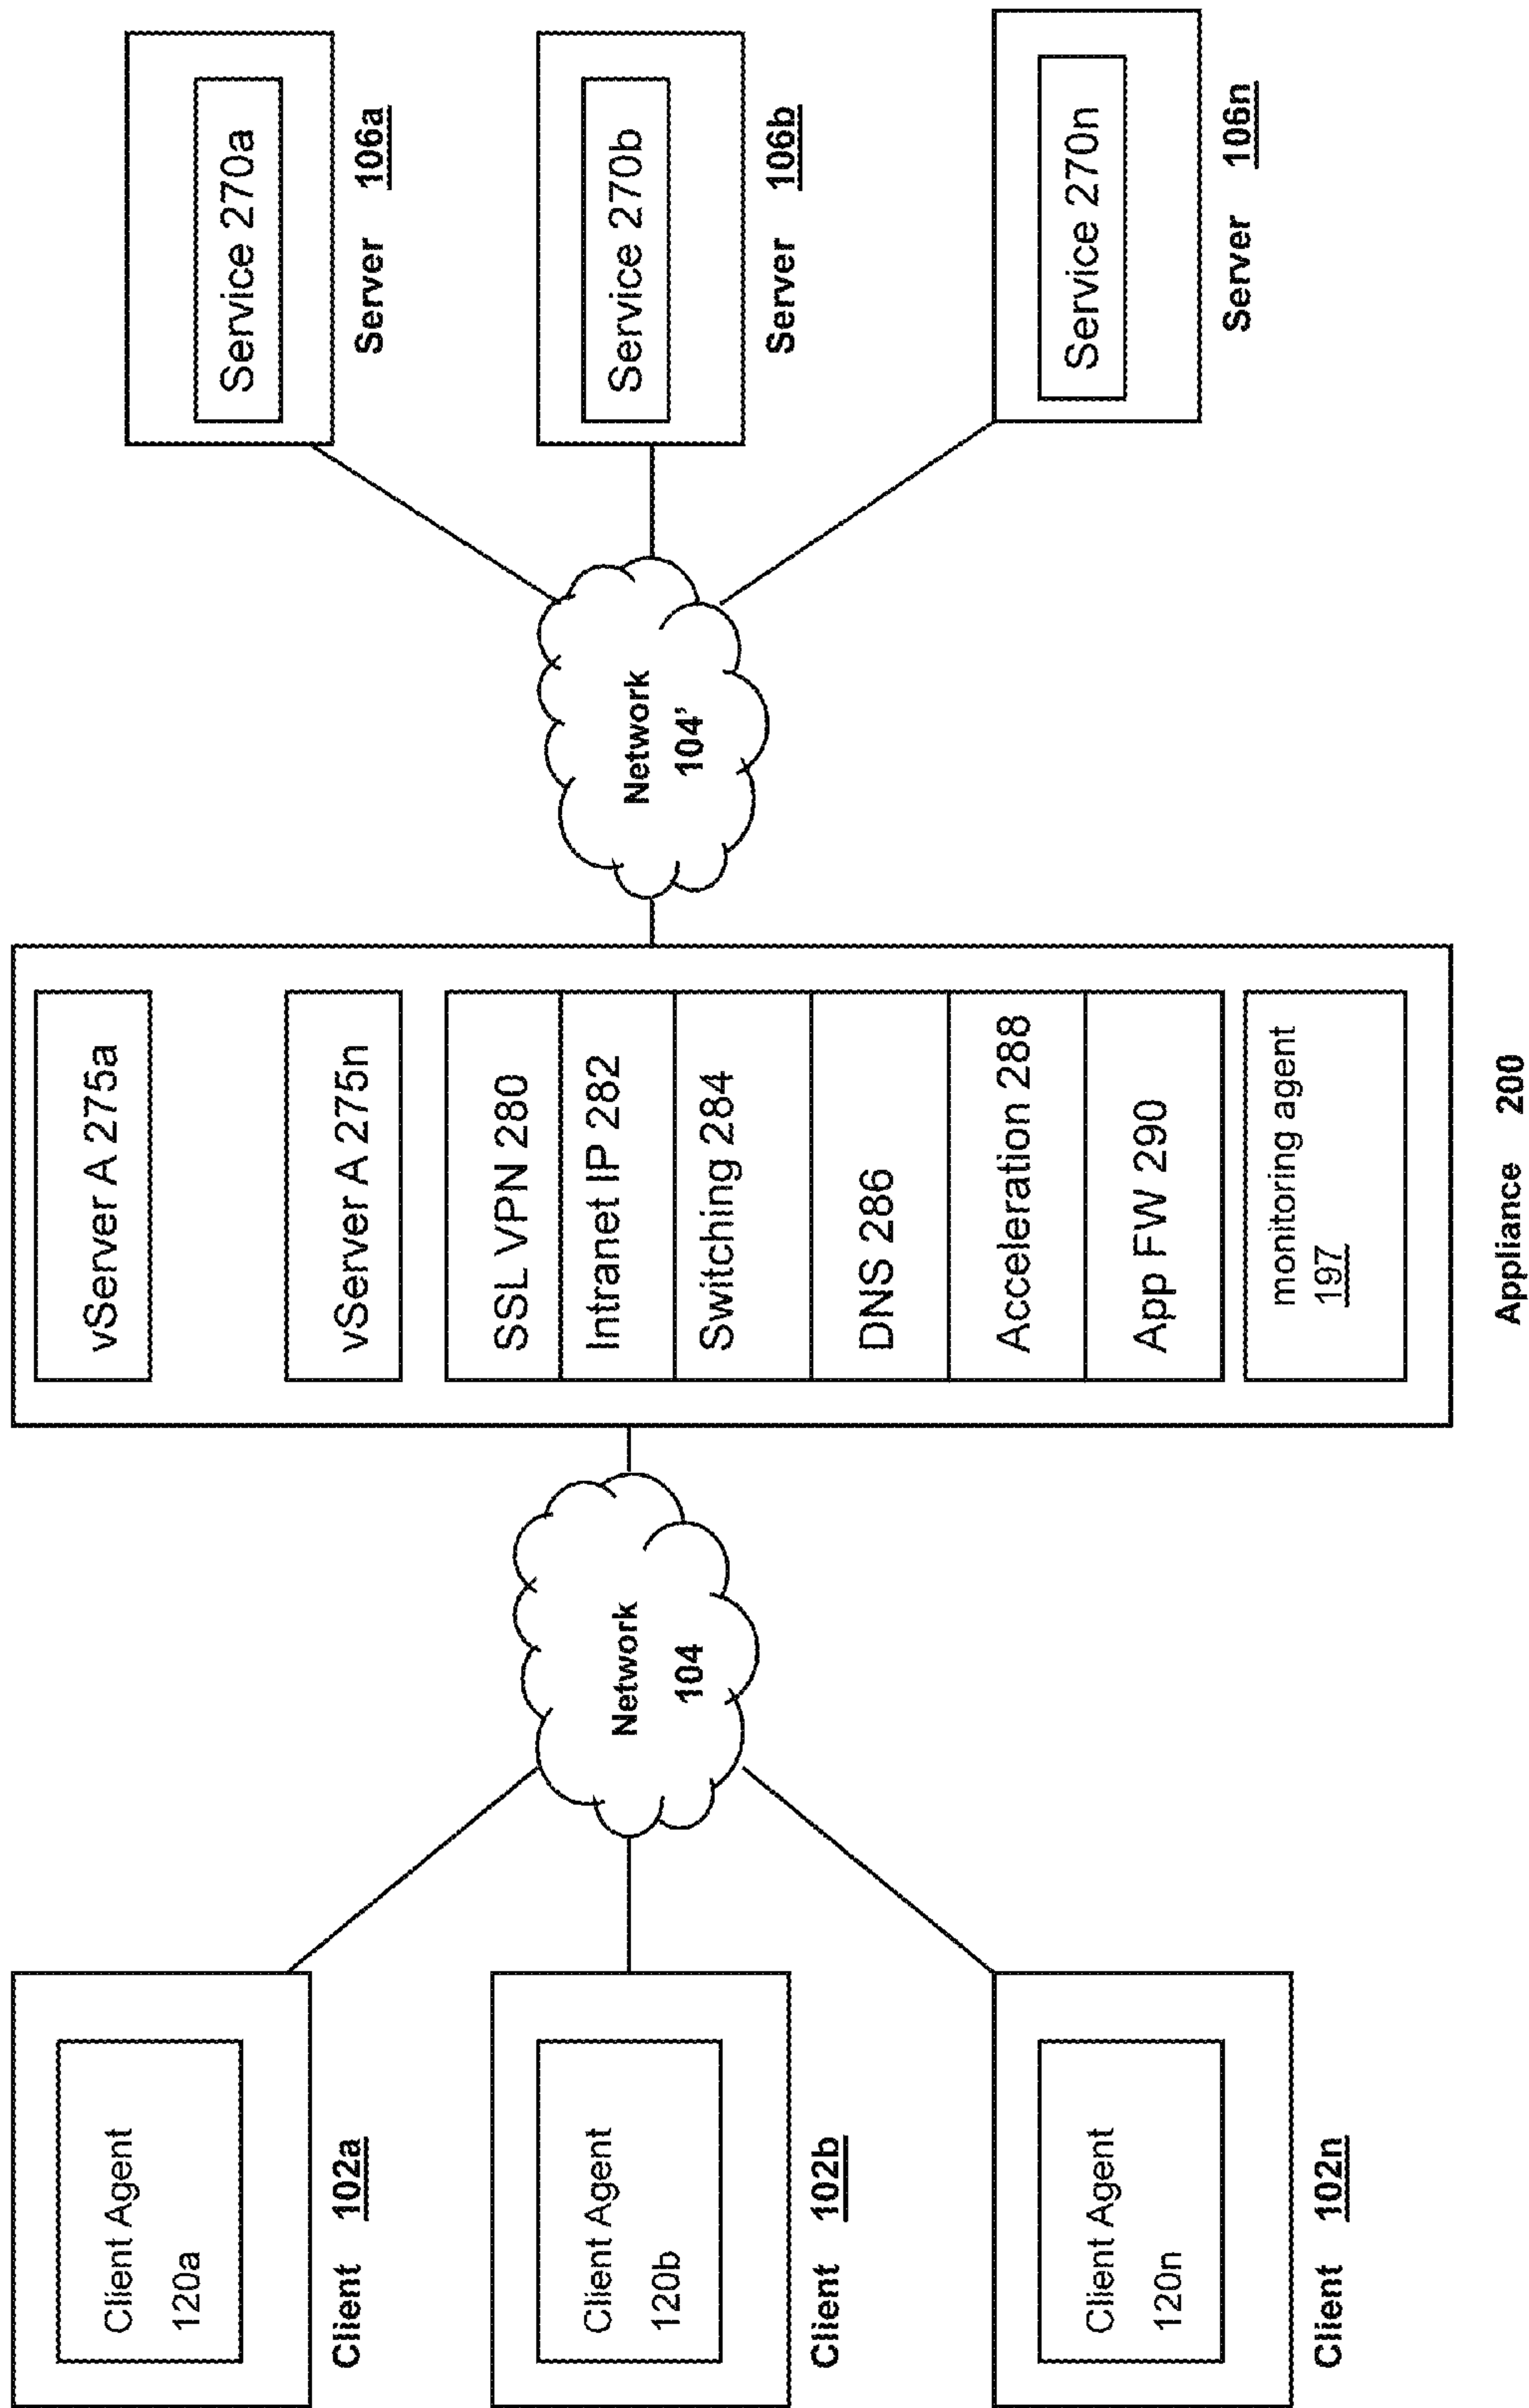 Client Agent
120a
Client 102a
Client Agent
120b
Client 102b
Client Agent
120n
Client 102n
Network
104
vServer A 275a
vServer A 275n
SSL VPN 280
Intranet IP 282
Switching 284
DNS 286
Acceleration 288
App FW 290
monitoring agent
197
Appliance 200
Network
104'
Service 270a
Server 106a
Service 270b
Server 106b
Service 270n
Server 106n